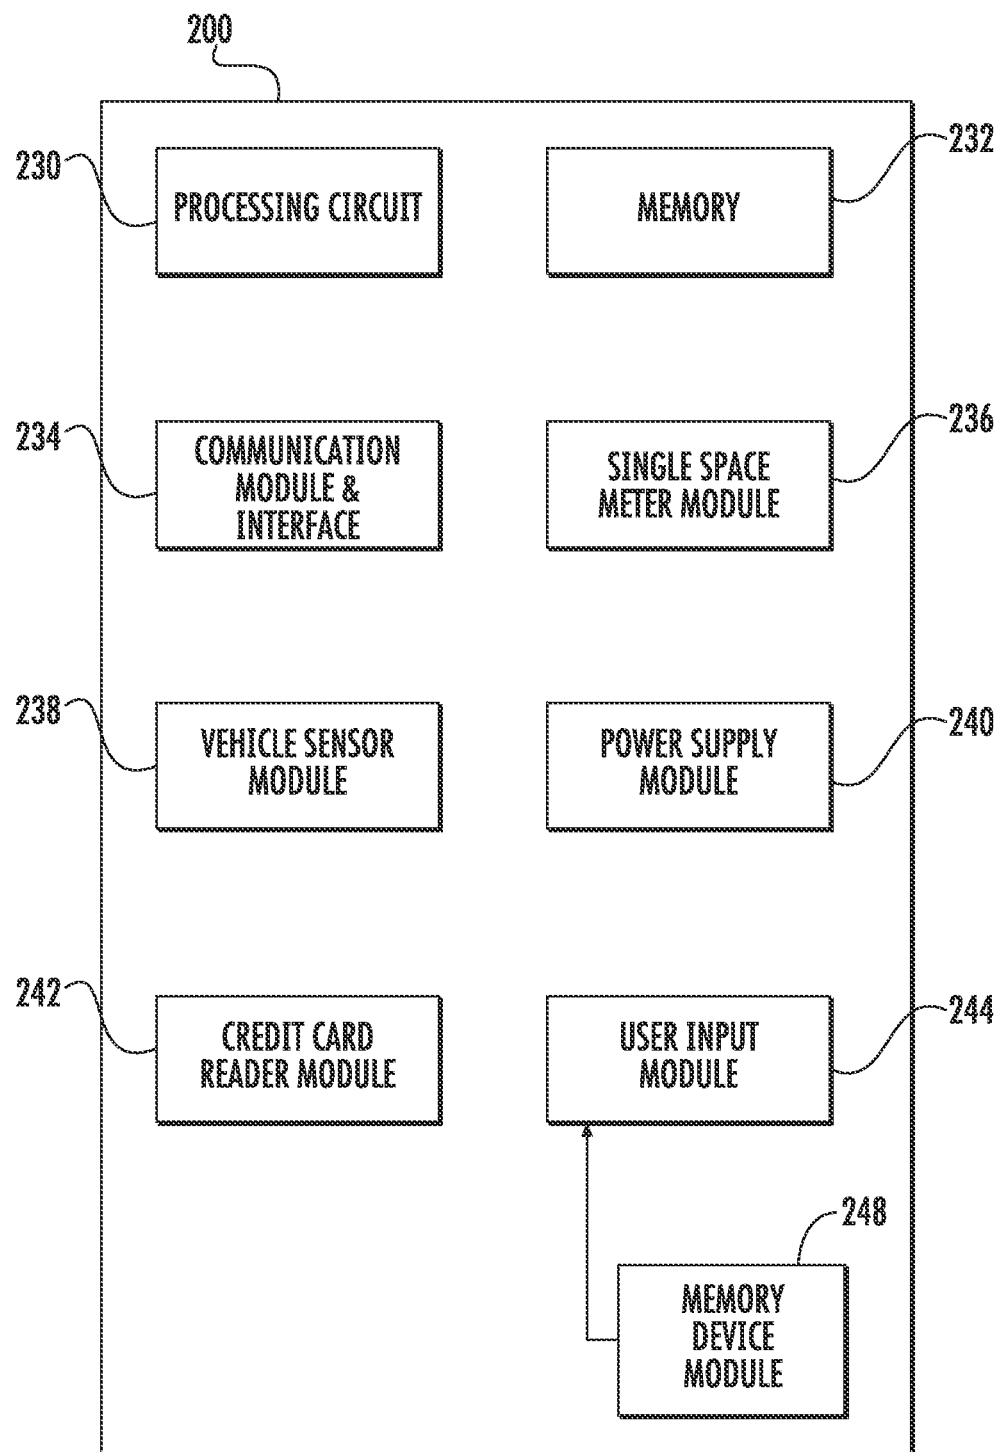 200
230
PROCESSING CIRCUIT
MEMORY
232
234
COMMUNICATION
MODULE &
INTERFACE
SINGLE SPACE
METER MODULE
236
238
VEHICLE SENSOR
MODULE
POWER SUPPLY
MODULE
240
242
CREDIT CARD
READER MODULE
USER INPUT
MODULE
244
248
MEMORY
DEVICE
MODULE